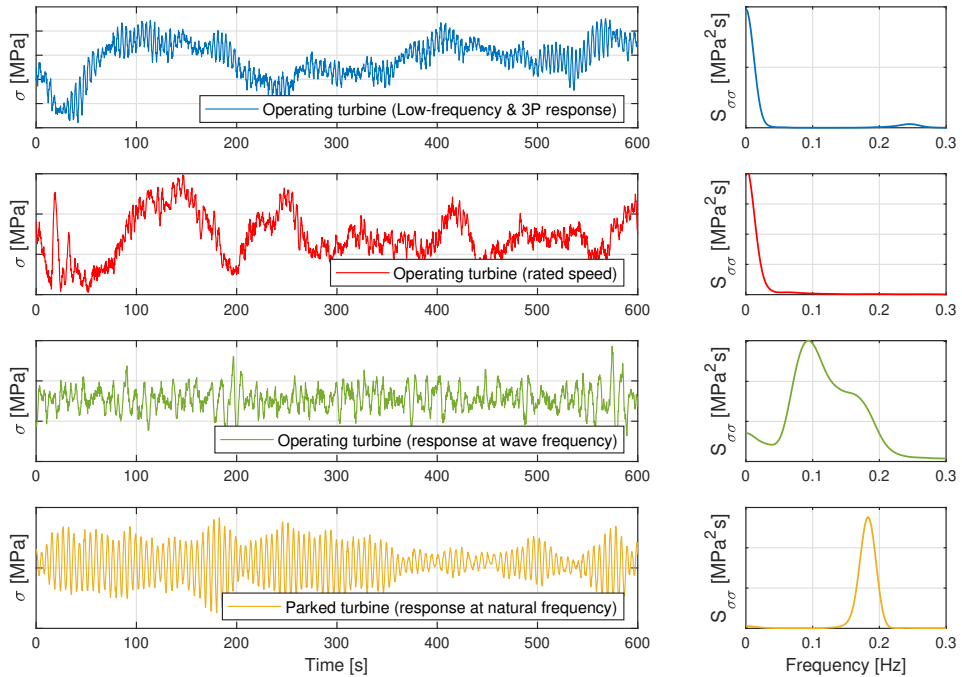 σ [MPa]
Operating turbine (Low-frequency & 3P response)
0 100 200 300 400 500 600
S σσ [MPa²s]
0 0.1 0.2 0.3
σ [MPa]
Operating turbine (rated speed)
0 100 200 300 400 500 600
S σσ [MPa²s]
0 0.1 0.2 0.3
σ [MPa]
Operating turbine (response at wave frequency)
0 100 200 300 400 500 600
S σσ [MPa²s]
0 0.1 0.2 0.3
σ [MPa]
Parked turbine (response at natural frequency)
0 100 200 300 400 500 600
Time [s]
S σσ [MPa²s]
0 0.1 0.2 0.3
Frequency [Hz]